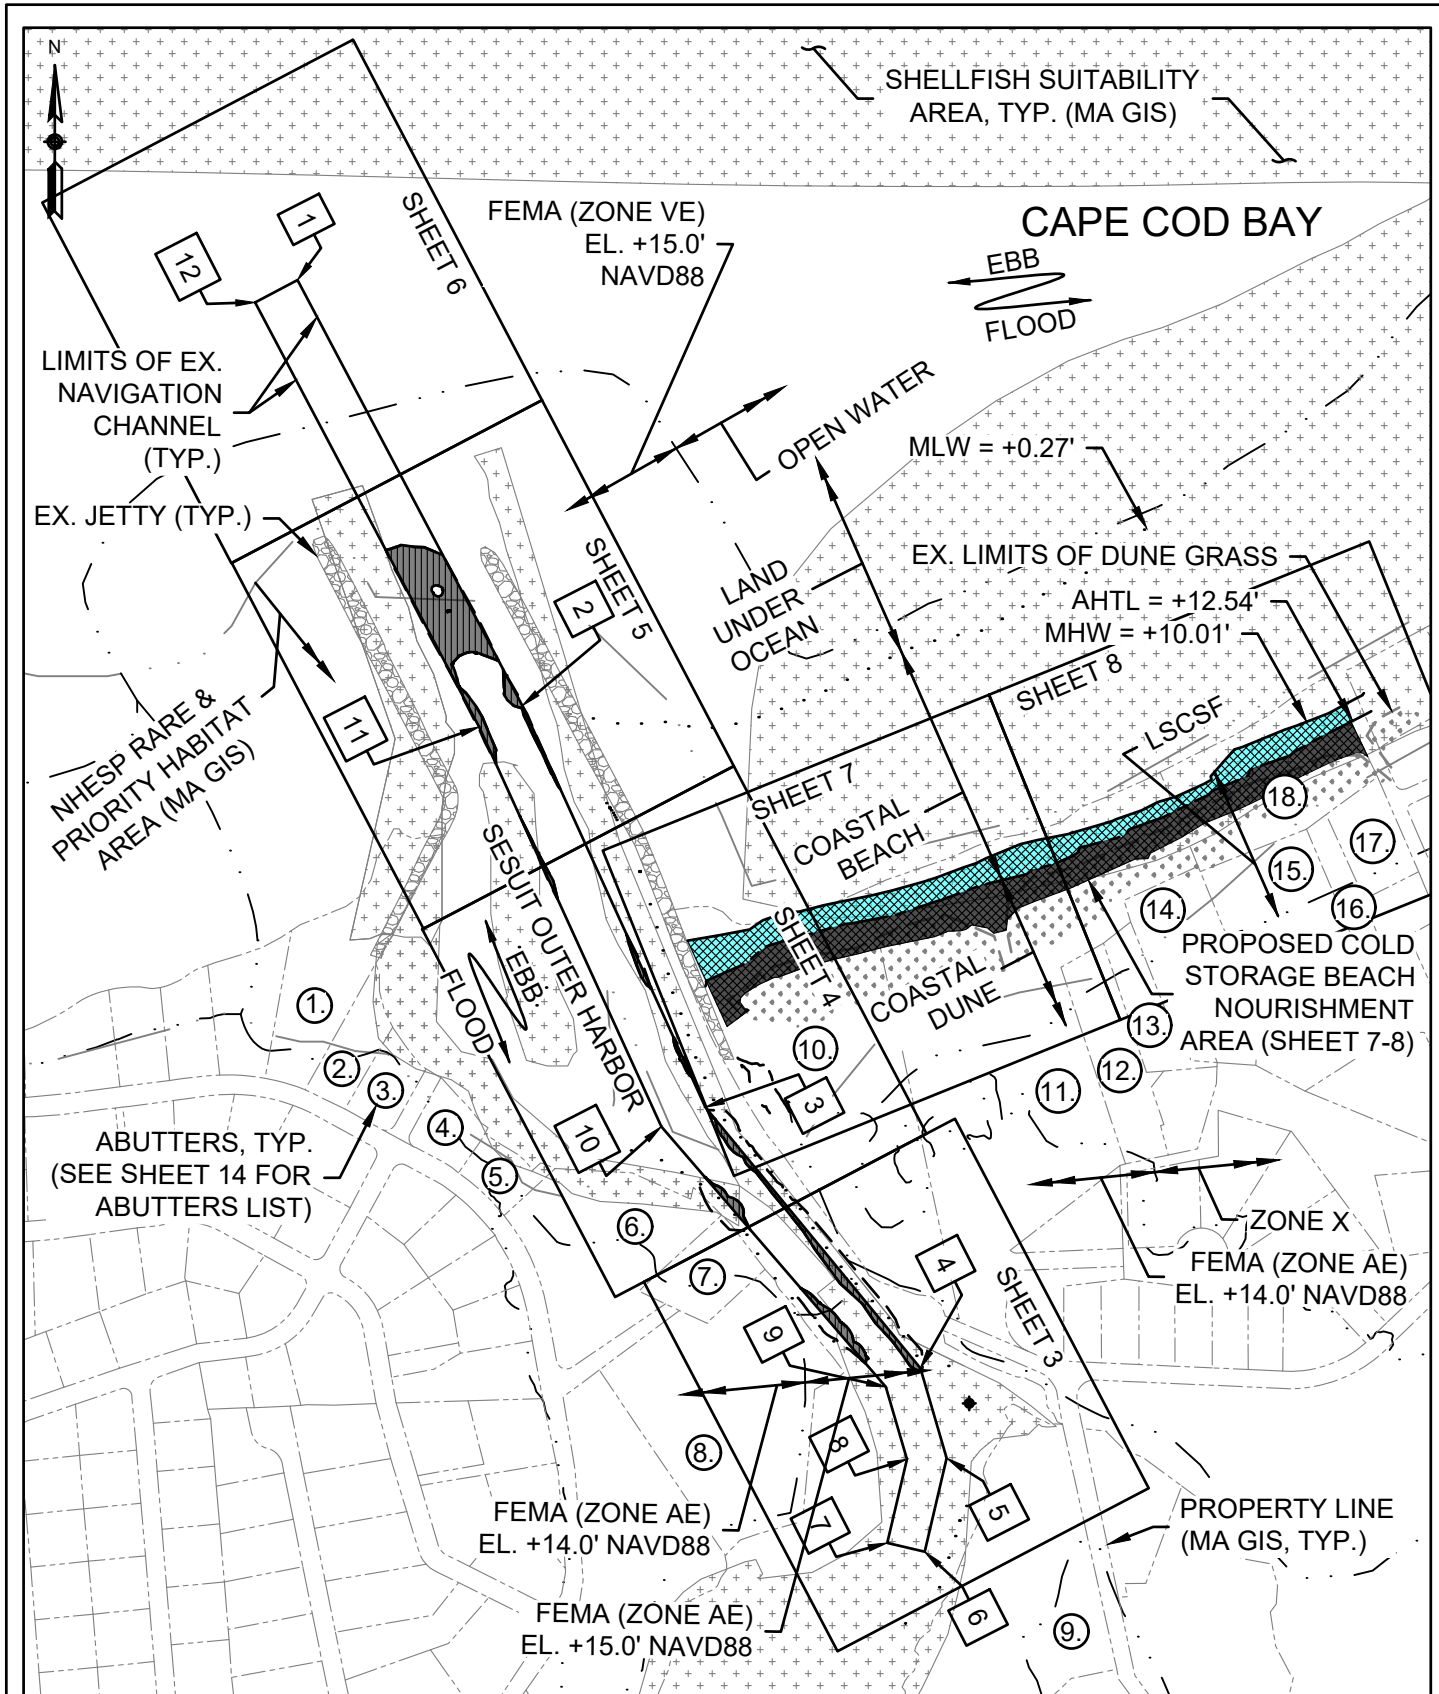 N
SHELLFISH SUITABILITY
AREA, TYP. (MA GIS)
CAPE COD BAY
EBB
FLOOD
FEMA (ZONE VE)
EL. +15.0'
NAVD88
SHEET 6
1
12
LIMITS OF EX.
NAVIGATION
CHANNEL
(TYP.)
EX. JETTY (TYP.)
OPEN WATER
MLW = +0.27'
EX. LIMITS OF DUNE GRASS
AHTL = +12.54'
MHW = +10.01'
SHEET 5
2
LAND
UNDER
OCEAN
SHEET 8
LSCSF
NHESP RARE &
PRIORITY HABITAT
AREA (MA GIS)
11
SHEET 7
COASTAL
BEACH
18.
17.
15.
16.
14.
SESUIT OUTER HARBOR
SHEET 4
COASTAL
DUNE
PROPOSED COLD
STORAGE BEACH
NOURISHMENT
AREA (SHEET 7-8)
EBB
FLOOD
1.
2.
3.
10.
13.
12.
11.
3
10
4.
5.
ABUTTERS, TYP.
(SEE SHEET 14 FOR
ABUTTERS LIST)
6.
7.
ZONE X
FEMA (ZONE AE)
EL. +14.0' NAVD88
4
SHEET 3
9
8
8.
5
7
6
FEMA (ZONE AE)
EL. +14.0' NAVD88
PROPERTY LINE
(MA GIS, TYP.)
FEMA (ZONE AE)
EL. +15.0' NAVD88
9.